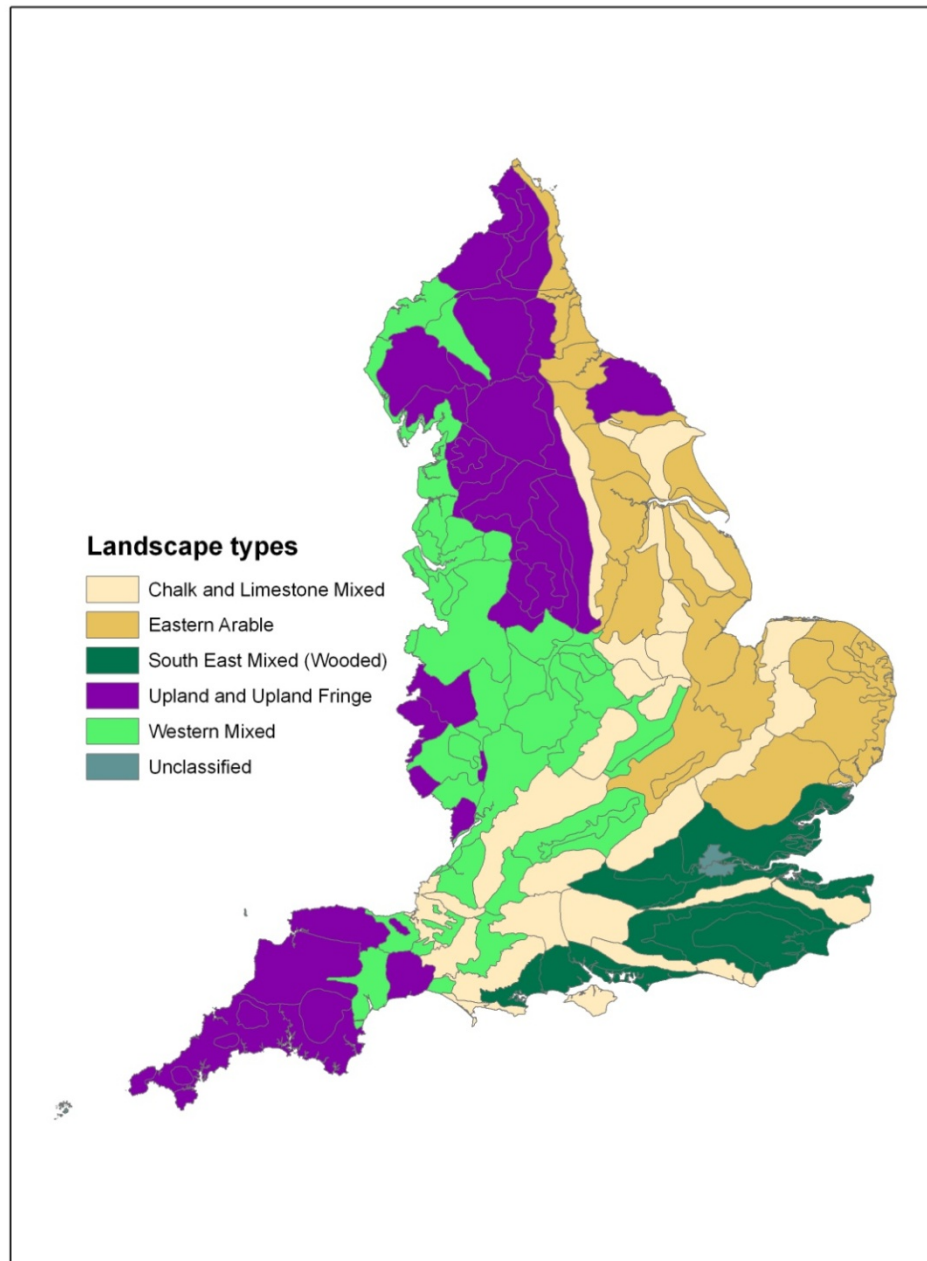 Landscape types
Chalk and Limestone Mixed
Eastern Arable
South East Mixed (Wooded)
Upland and Upland Fringe
Western Mixed
Unclassified